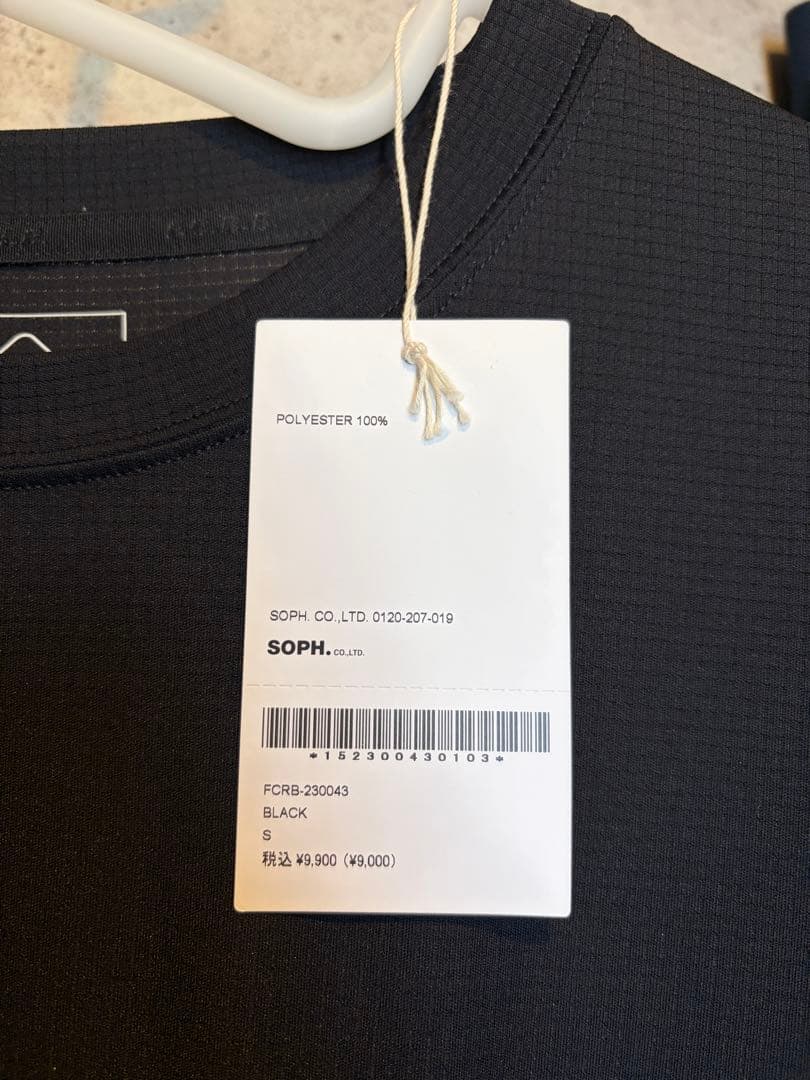 POLYESTER 100%
SOPH. CO.,LTD. 0120-207-019
SOPH. CO.,LTD.
*152300430103*
FCRB-230043
BLACK
S
税込 ¥9,900 (¥9,000)